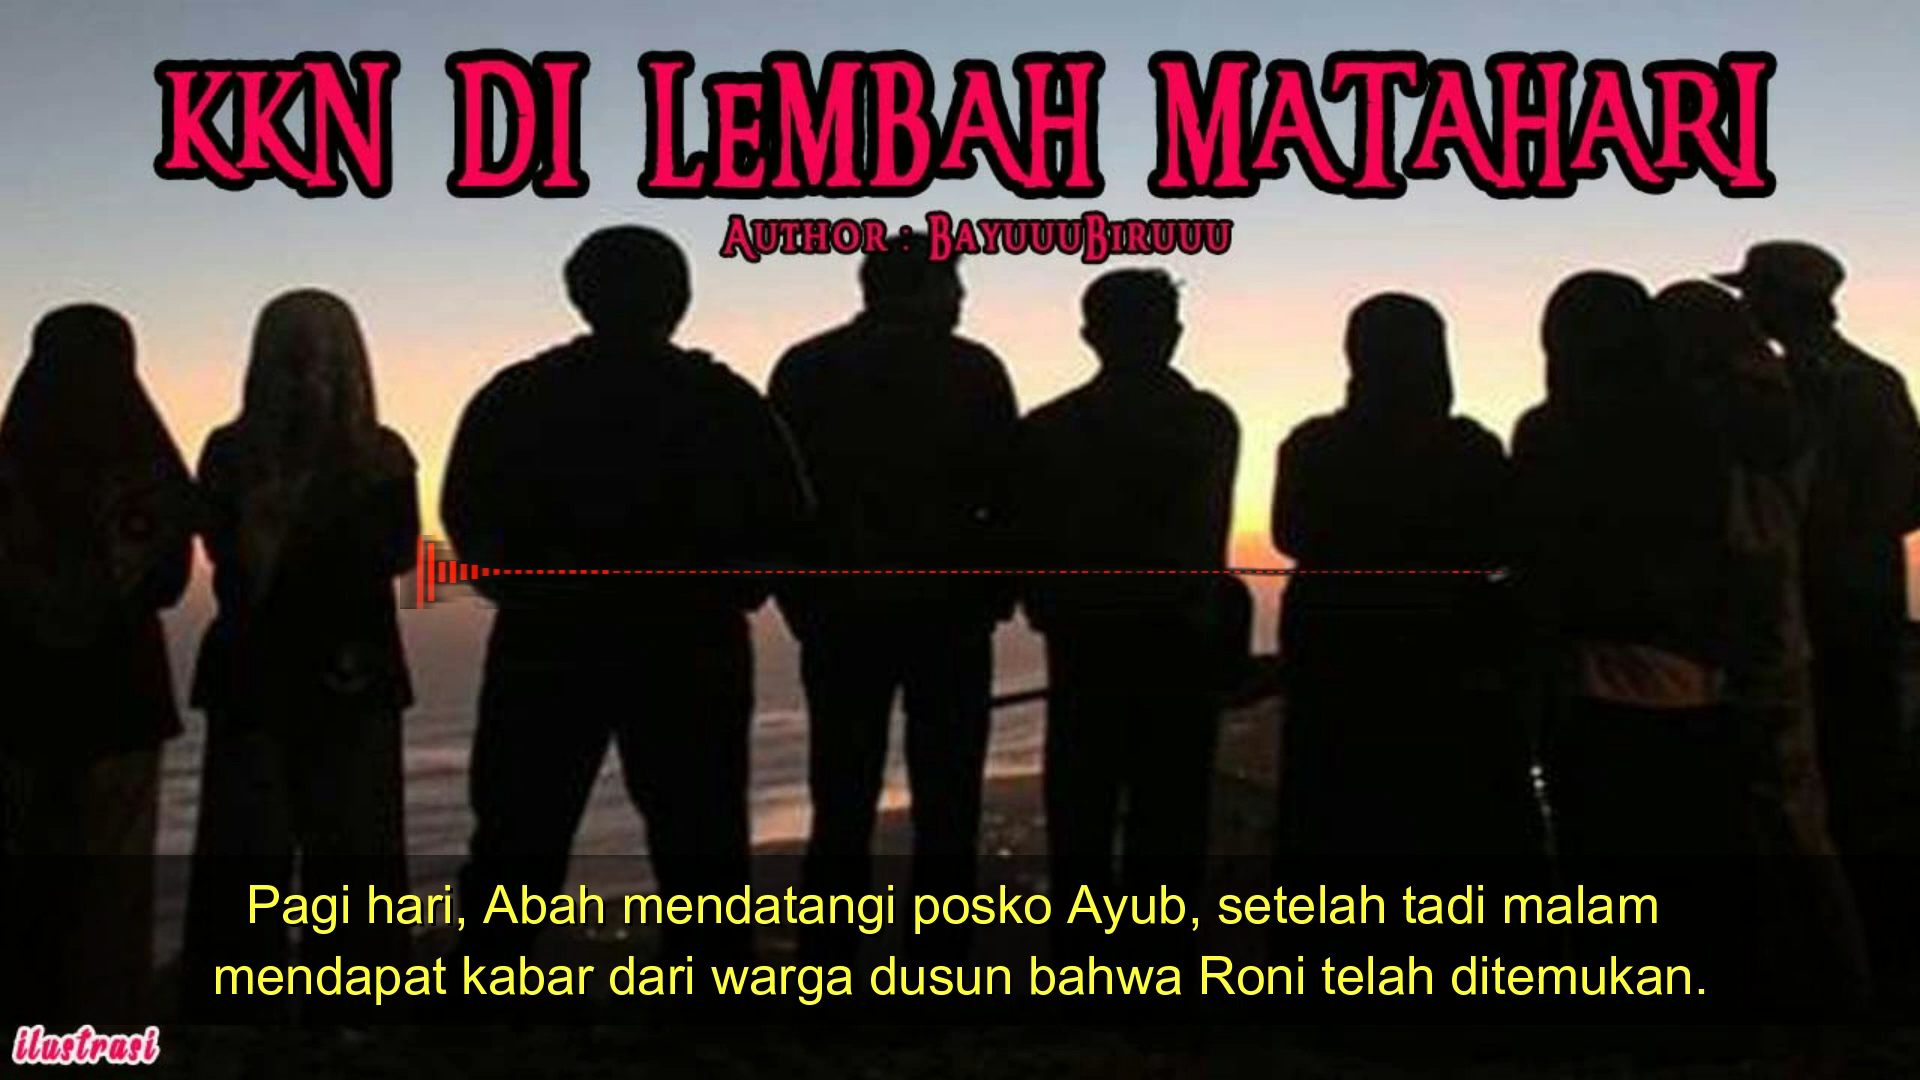 KKN DI LeMBAH MATAHARI
AUTHOR : BAYUUUBIRUUU
Pagi hari, Abah mendatangi posko Ayub, setelah tadi malam
mendapat kabar dari warga dusun bahwa Roni telah ditemukan.
ilustrasi